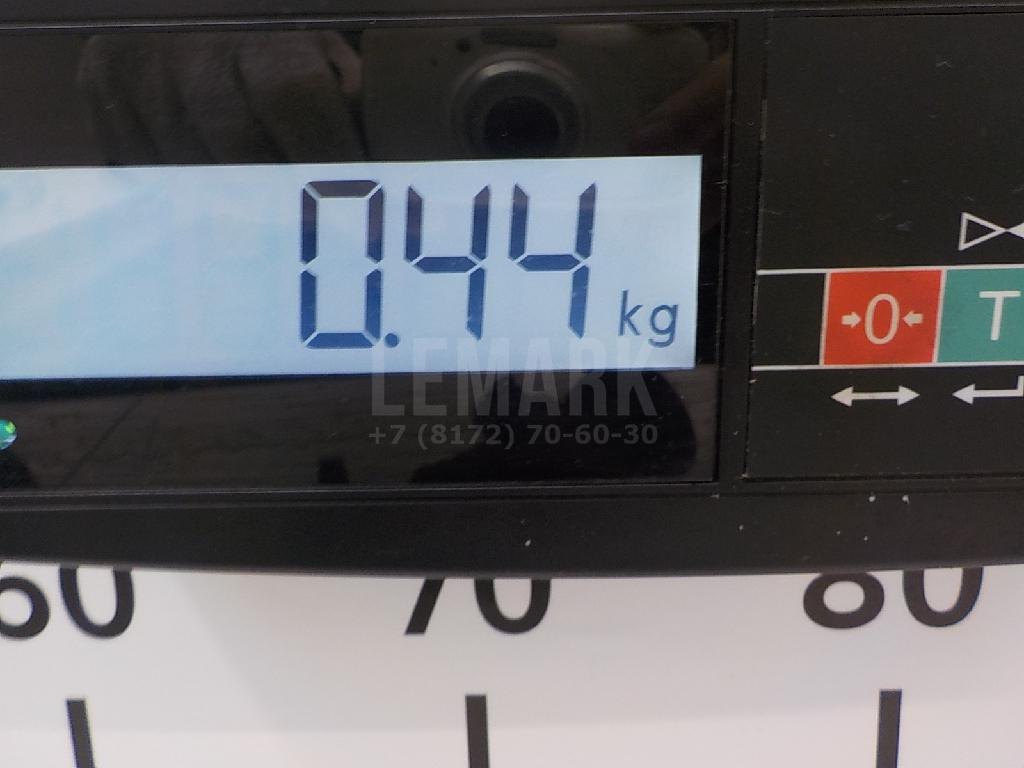 0.44 kg
→0← T
LEMARK
+7 (8172) 70-60-30
60 70 80